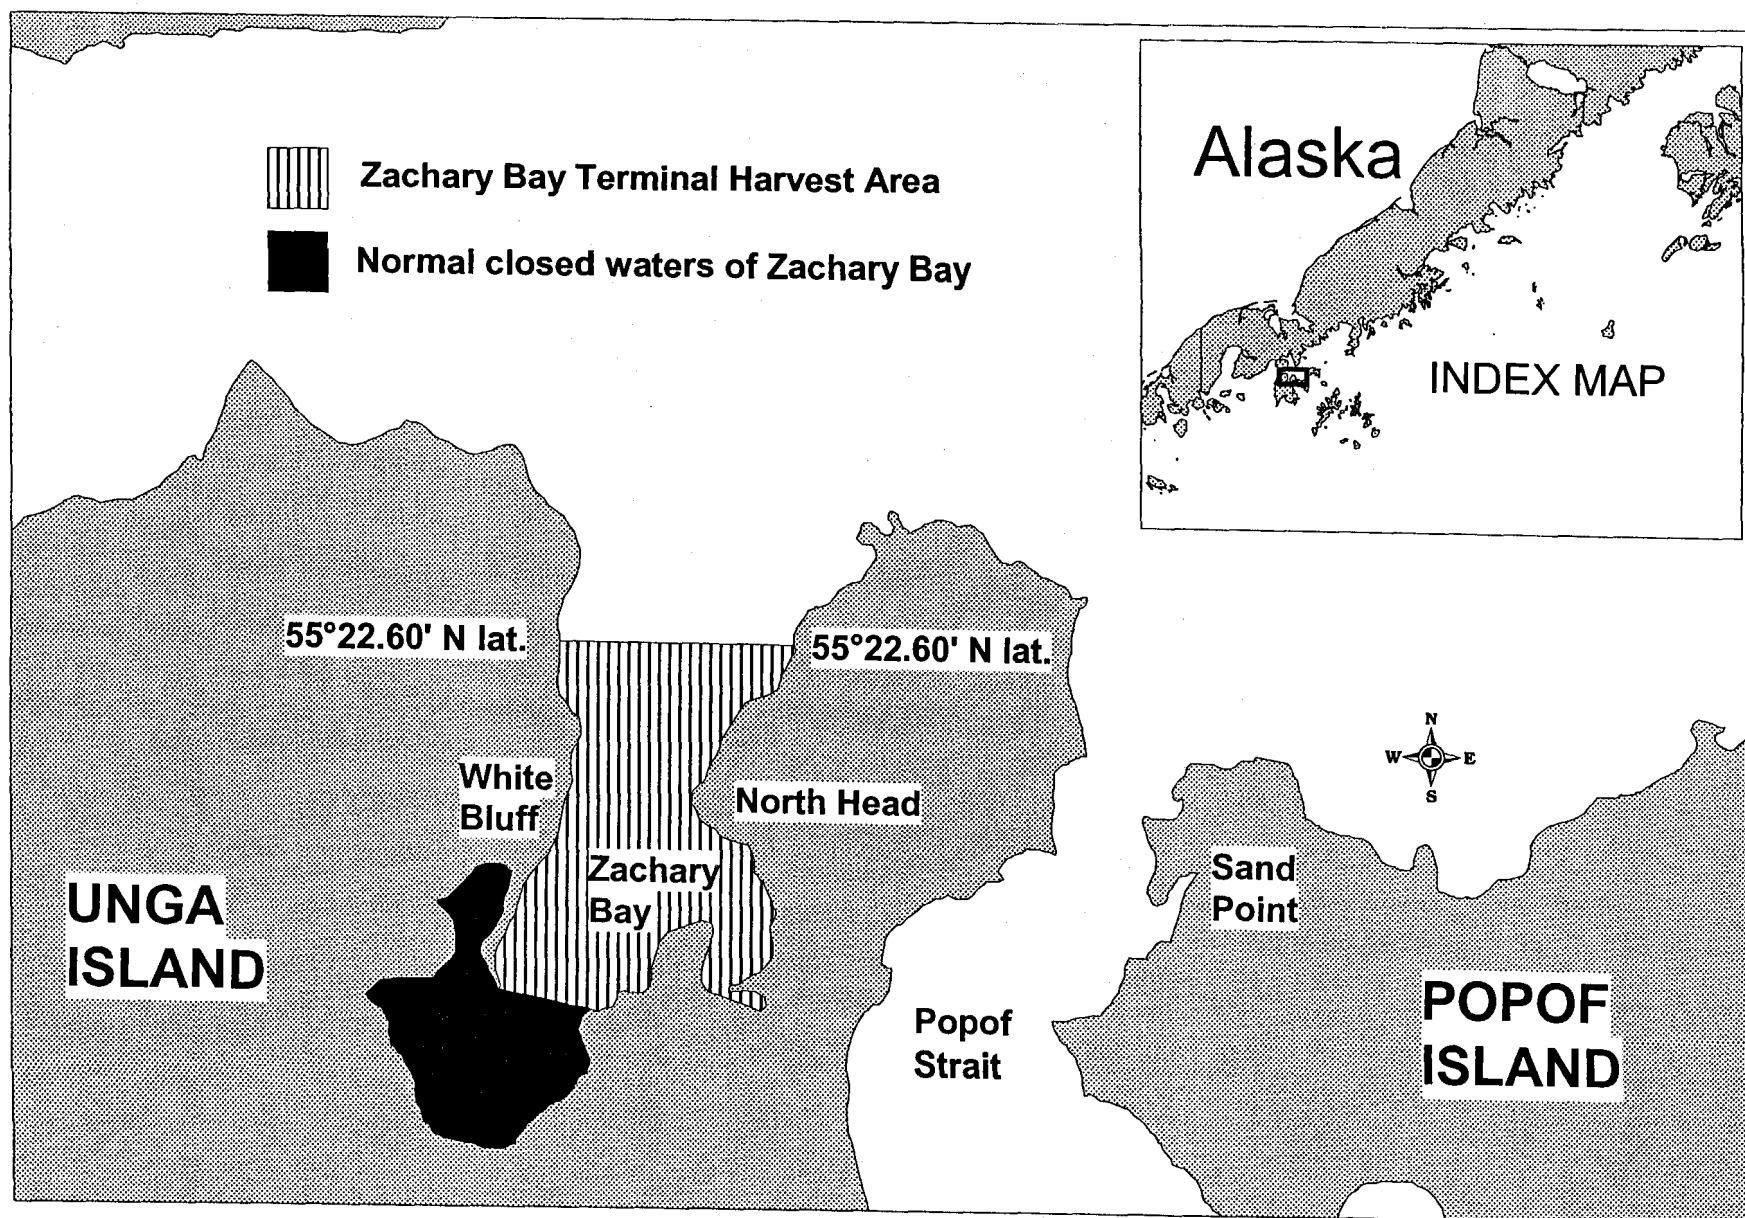 Alaska
Zachary Bay Terminal Harvest Area
Normal closed waters of Zachary Bay
INDEX MAP
55°22.60' N lat.
55°22.60' N lat.
N
W
E
S
White
Bluff
North Head
Zachary
Bay
Sand
Point
UNGA
ISLAND
Popof
Strait
POPOF
ISLAND